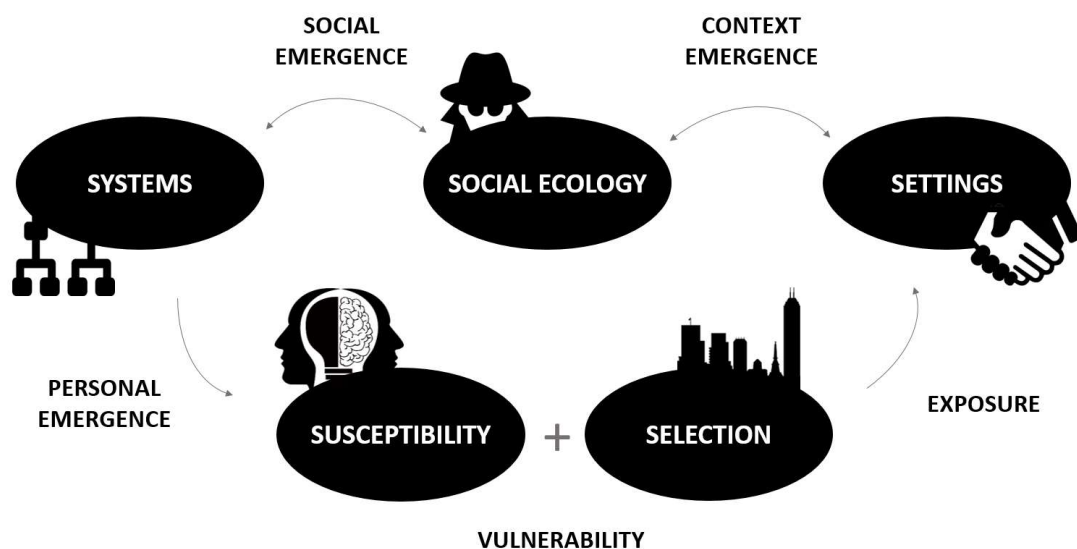 SOCIAL
EMERGENCE
CONTEXT
EMERGENCE
SYSTEMS
SOCIAL ECOLOGY
SETTINGS
PERSONAL
EMERGENCE
SUSCEPTIBILITY
+
SELECTION
EXPOSURE
VULNERABILITY